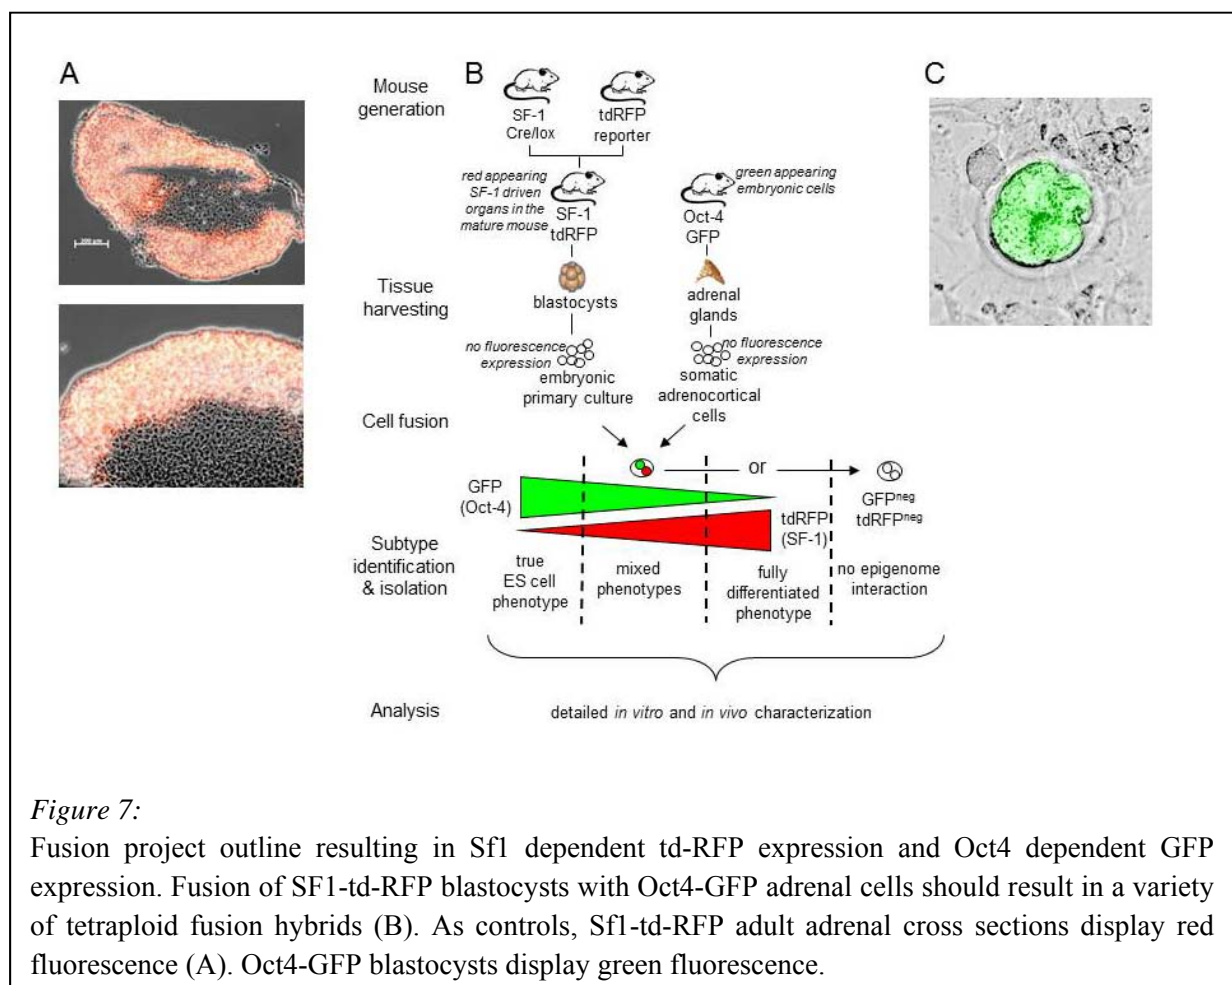 A
B
C
Mouse
generation
SF-1
Cre/lox
tdRFP
reporter
red appearing
SF-1 driven
organs in the
mature mouse
SF-1
tdRFP
green appearing
embryonic cells
Oct-4
GFP
Tissue
harvesting
blastocysts
adrenal
glands
no fluorescence
expression
embryonic
primary culture
no fluorescence
expression
somatic
adrenocortical
cells
Cell fusion
or
GFPneg
tdRFPneg
GFP
(Oct-4)
tdRFP
(SF-1)
Subtype
identification
& isolation
true
ES cell
phenotype
mixed
phenotypes
fully
differentiated
phenotype
no epigenome
interaction
Analysis
detailed in vitro and in vivo characterization
200 µm
Figure 7:
Fusion project outline resulting in Sf1 dependent td-RFP expression and Oct4 dependent GFP
expression. Fusion of SF1-td-RFP blastocysts with Oct4-GFP adrenal cells should result in a variety
of tetraploid fusion hybrids (B). As controls, Sf1-td-RFP adult adrenal cross sections display red
fluorescence (A). Oct4-GFP blastocysts display green fluorescence.